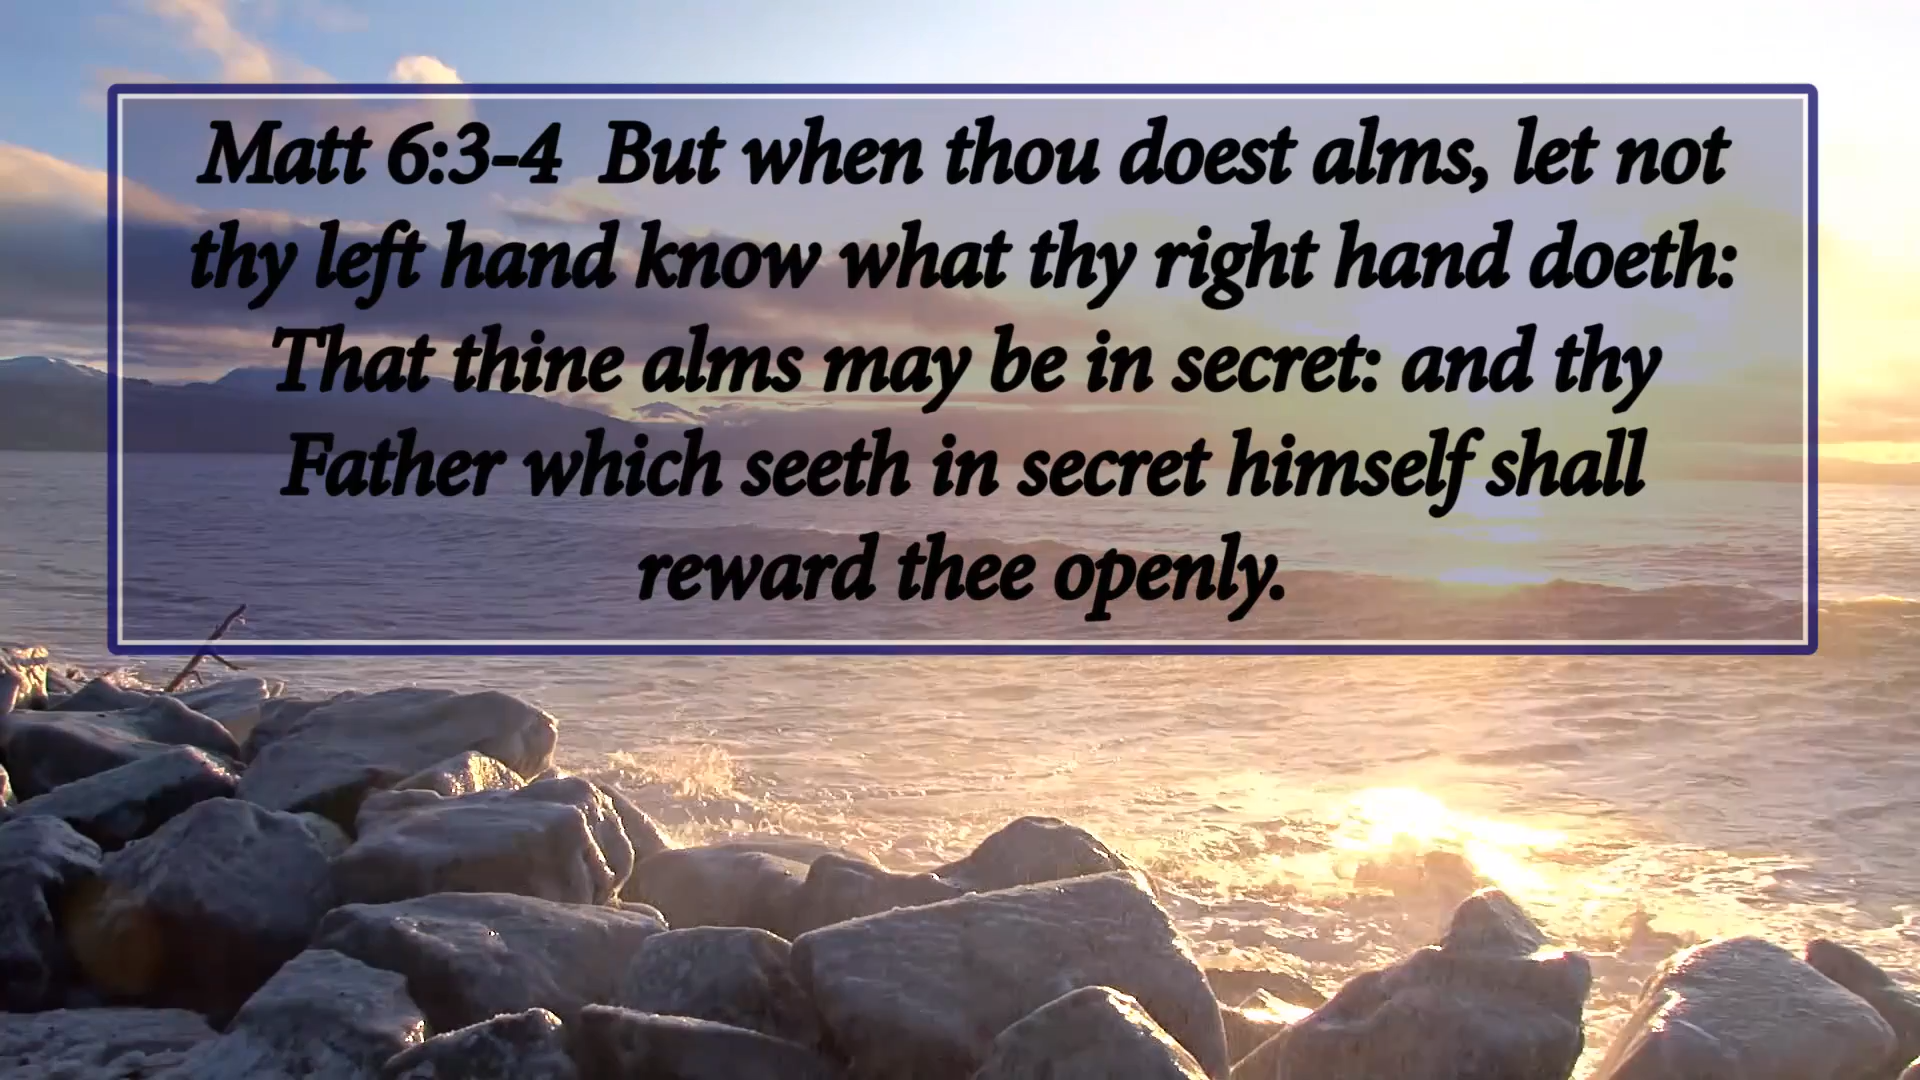 Matt 6:3-4  But when thou doest alms, let not
thy left hand know what thy right hand doeth:
That thine alms may be in secret: and thy
Father which seeth in secret himself shall
reward thee openly.